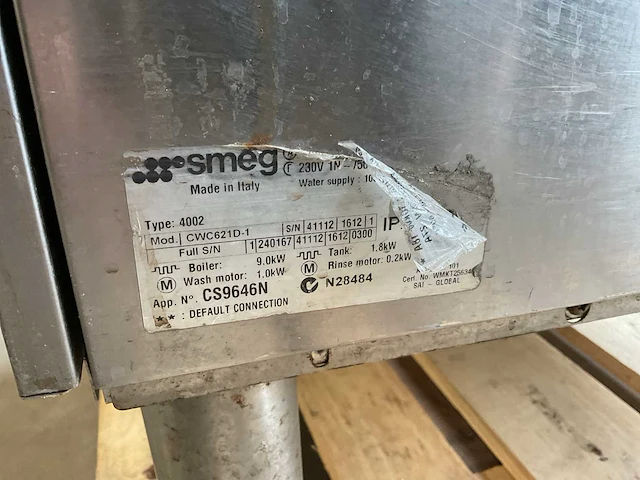 smeg
230V 1N~
Made in Italy
Water supply :
Type: 4002
Mod. CWC621D-1 S/N 41112 1612 1
IP
Full S/N 1 240167 41112 1612 0300
Boiler: 9.0kW Tank: 1.8kW
M Wash motor: 1.0kW M Rinse motor: 0.2kW
101
App. N°. CS9646N N28484
Cert. No. WMKT2563
SAI - GLOBAL
* : DEFAULT CONNECTION